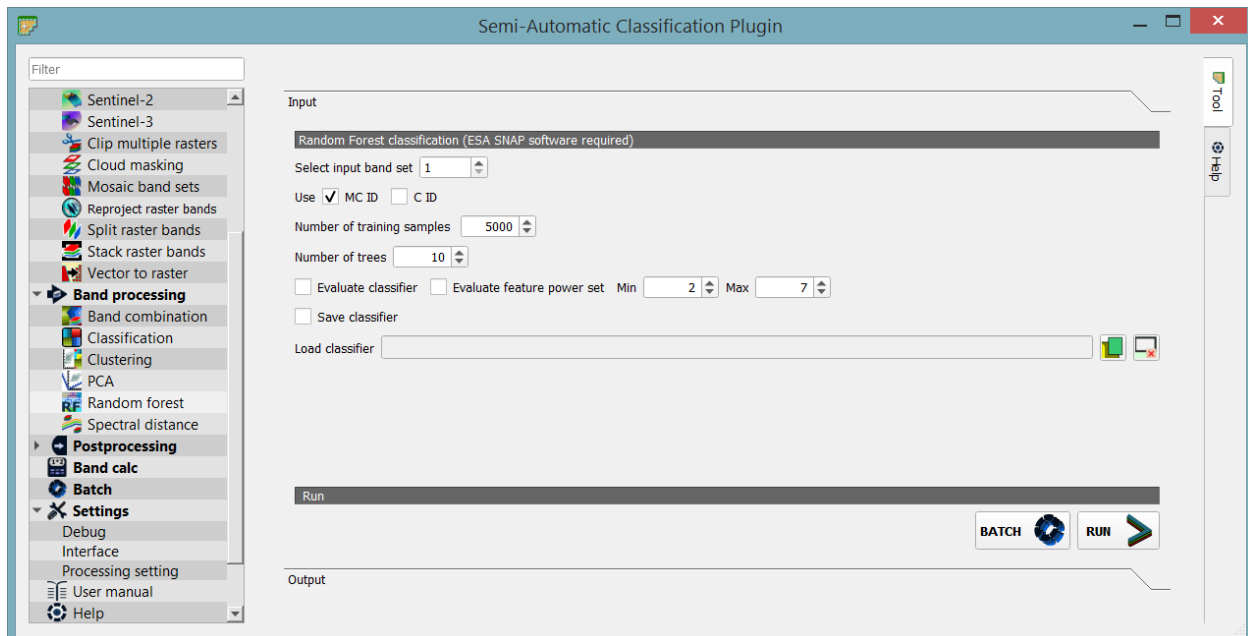 Semi-Automatic Classification Plugin
Filter
Sentinel-2
Sentinel-3
Clip multiple rasters
Cloud masking
Mosaic band sets
Reproject raster bands
Split raster bands
Stack raster bands
Vector to raster
Band processing
Band combination
Classification
Clustering
PCA
RF Random forest
Spectral distance
Postprocessing
Band calc
Batch
Settings
Debug
Interface
Processing setting
User manual
Help
Input
Random Forest classification (ESA SNAP software required)
Select input band set 1
Use MC ID C ID
Number of training samples 5000
Number of trees 10
Evaluate classifier Evaluate feature power set Min 2 Max 7
Save classifier
Load classifier
Run
BATCH RUN
Output
Tool
Help